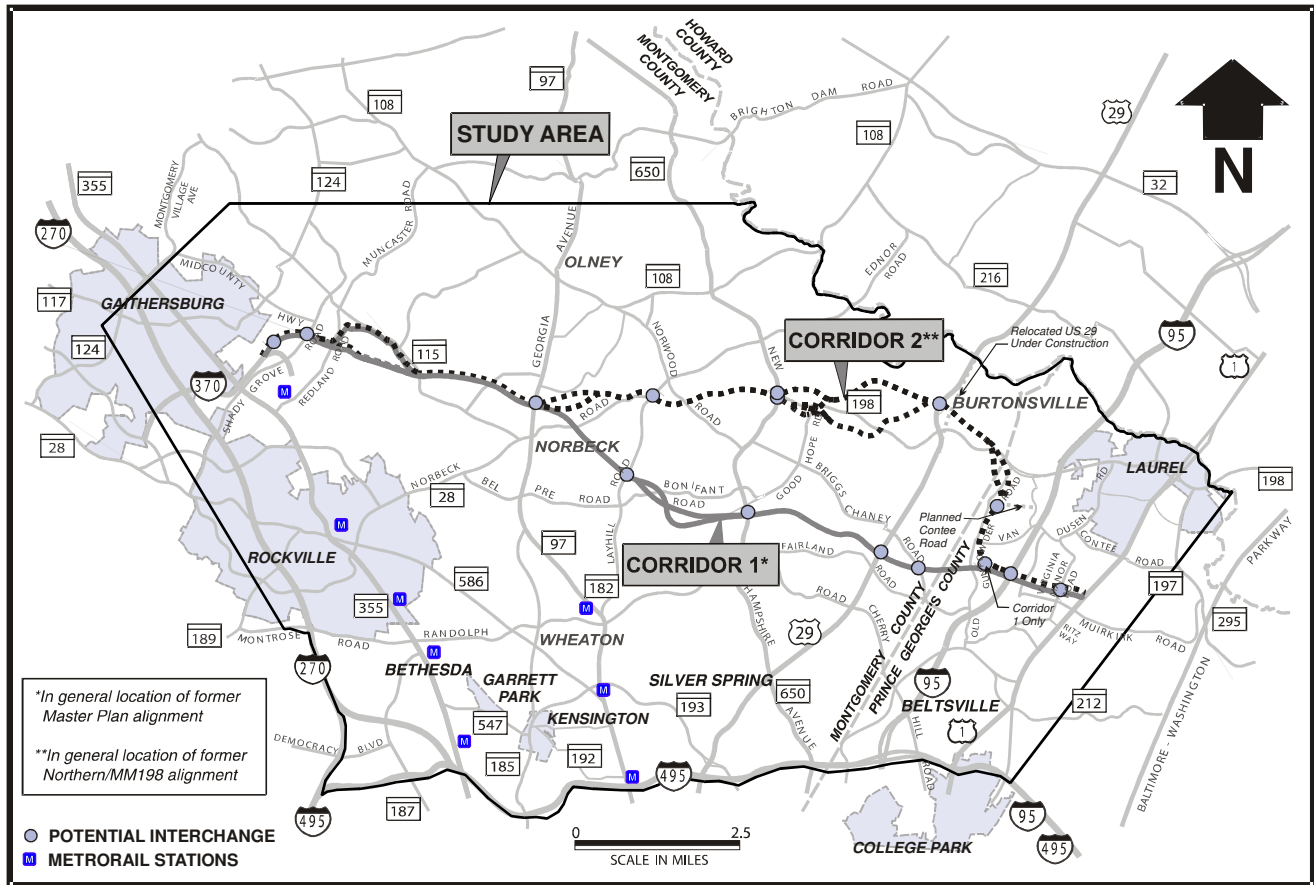 HOWARD
COUNTY
MONTGOMERY
COUNTY
97
108
BRIGHTON DAM ROAD
29
108
N
STUDY AREA
355
MONTGOMERY
VILLAGE
AVE
124
MUNCASTER ROAD
650
32
270
AVENUE
OLNEY
EDNOR
ROAD
216
MIDCOUNTY
HWY
117
GAITHERSBURG
108
95
124
ROAD
115
GEORGIA
NORWOOD
ROAD
NEW
CORRIDOR 2**
Relocated US 29
Under Construction
1
370
SHADY GROVE
REDLAND ROAD
M
ROAD
198
BURTONSVILLE
28
NORBECK
GOOD HOPE RD
LAUREL
198
NORBECK
28
BEL PRE ROAD
BONIFANT
ROAD
BRIGGS
CHANEY
ROAD
Planned
Contee
Road
ROAD
VAN DUSEN RD
CONTEE ROAD
PARKWAY
M
ROCKVILLE
97
LAYHILL ROAD
CORRIDOR 1*
FAIRLAND
ROAD
VIRGINIA
MANOR
ROAD
197
586
182
M
355
M
HAMPSHIRE
CHERRY
OLD
Corridor
1 Only
RITZ
WAY
MUIRKIRK ROAD
295
189
MONTROSE ROAD
RANDOLPH
WHEATON
29
MONTGOMERY COUNTY
PRINCE GEORGE'S COUNTY
270
M
BETHESDA
GARRETT
PARK
M
KENSINGTON
SILVER SPRING
193
650
AVENUE
95
BELTSVILLE
212
1
HILL
ROAD
BALTIMORE - WASHINGTON
*In general location of former
Master Plan alignment
**In general location of former
Northern/MM198 alignment
DEMOCRACY BLVD
547
M
185
192
M
495
187
495
95
495
COLLEGE PARK
POTENTIAL INTERCHANGE
M METRORAIL STATIONS
0 2.5
SCALE IN MILES